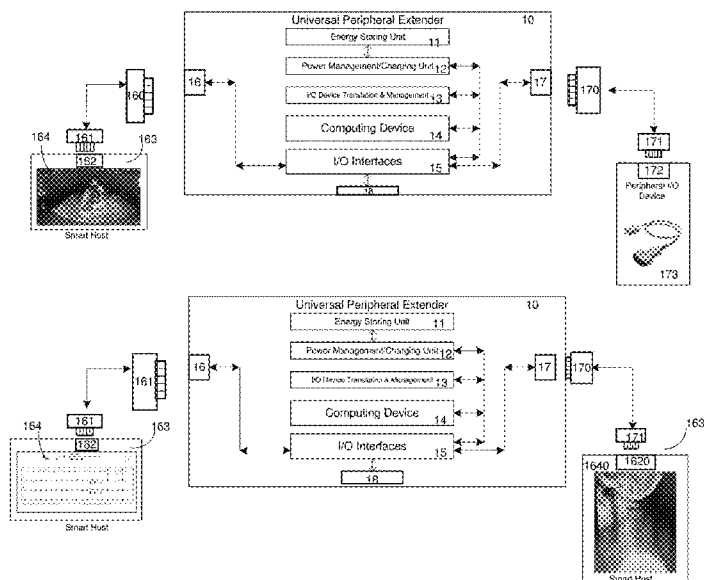 Universal Peripheral Extender 10
Energy Storing Unit 11
Power Management/Charging Unit 12
I/O Device Translation & Management 13
Computing Device 14
I/O Interfaces 15
16
17
18
160
161
162
163
164
Smart Host
170
171
172
Peripheral I/O
Device
173
Universal Peripheral Extender 10
Energy Storing Unit 11
Power Management/Charging Unit 12
I/O Device Translation & Management 13
Computing Device 14
I/O Interfaces 15
16
17
18
161
161
162
163
164
Smart Host
170
171
163
1640
1620
Smart Host